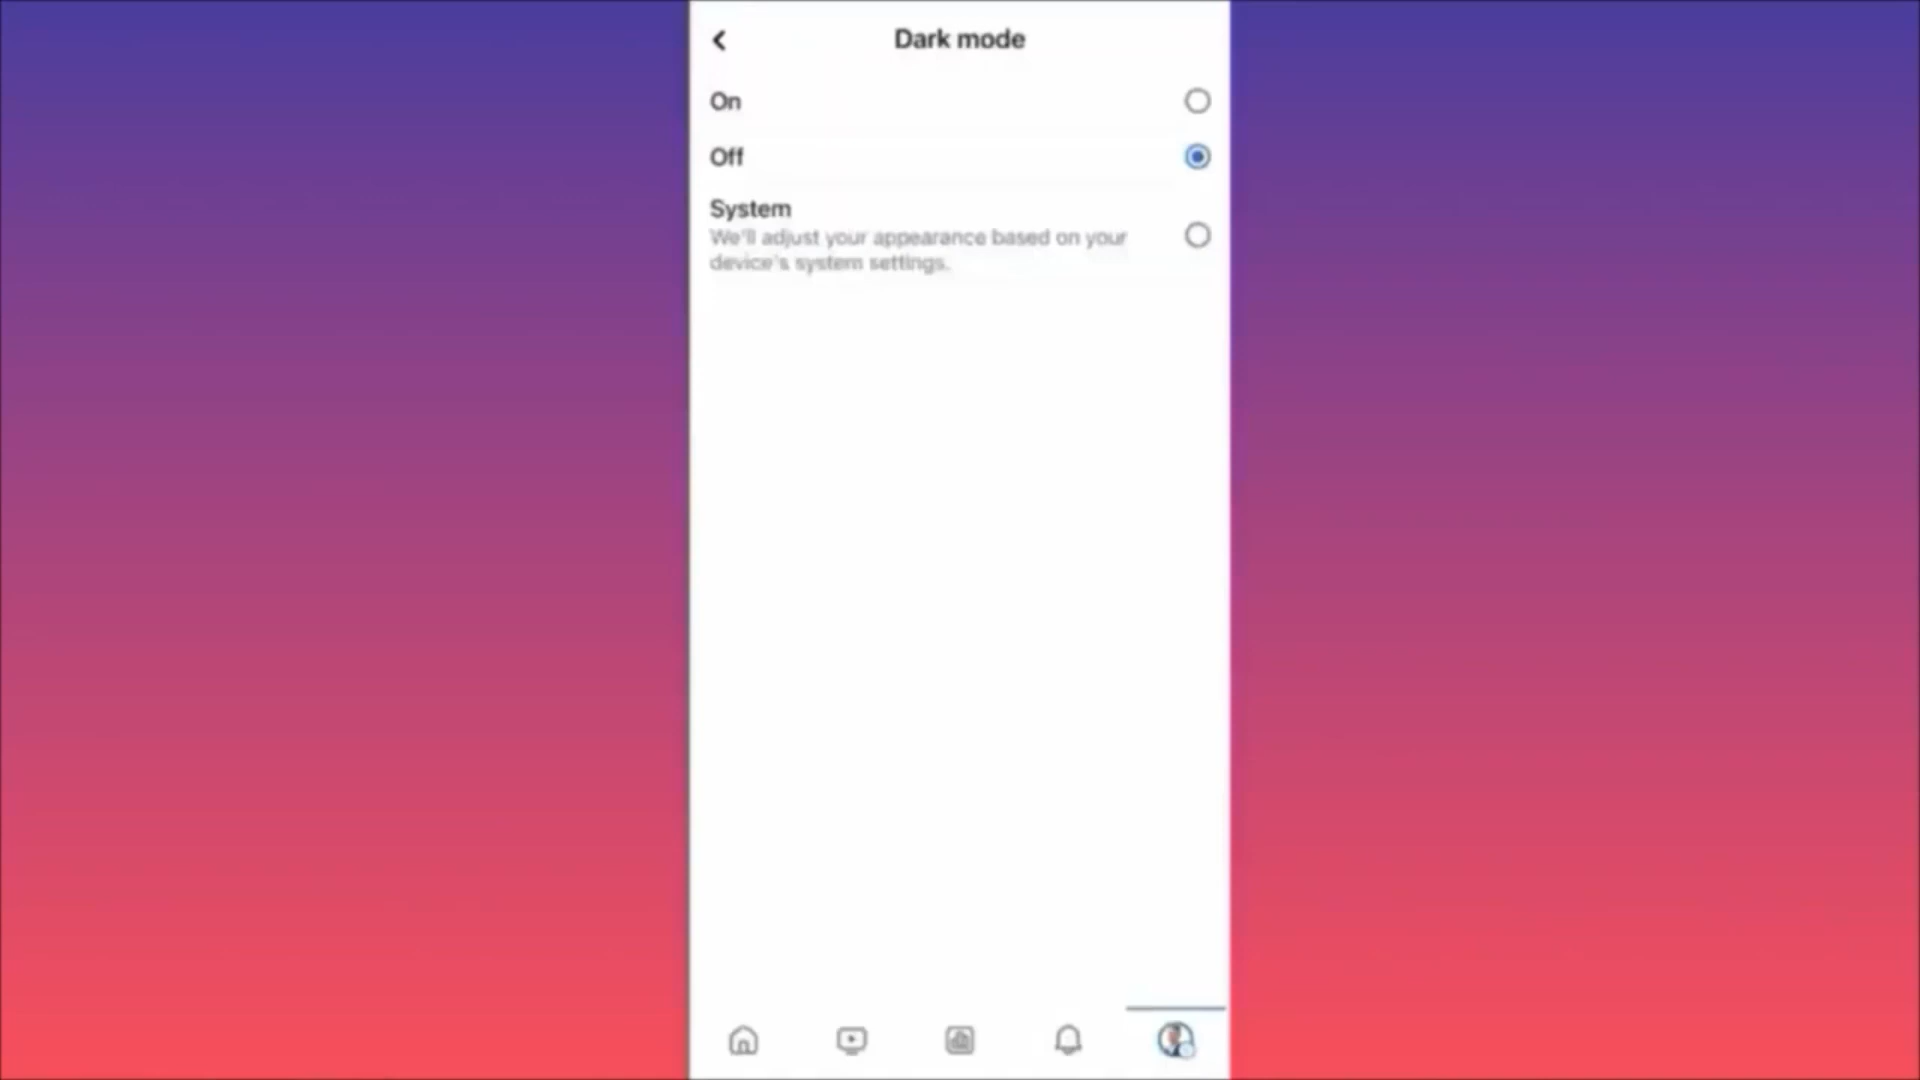 Dark mode
On
Off
System
We'll adjust your appearance based on your
device's system settings.